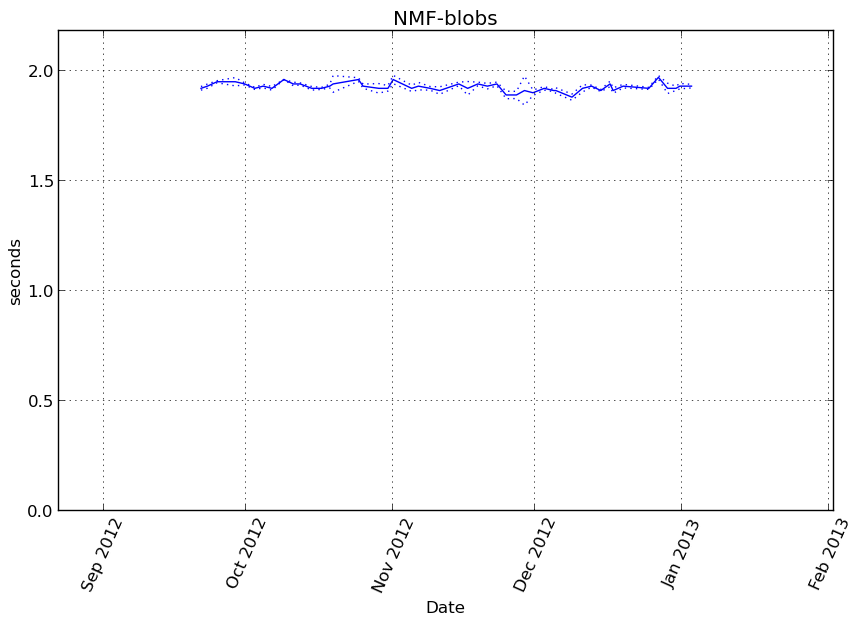 NMF-blobs
2.0
1.5
1.0
0.5
0.0
seconds
Sep 2012
Oct 2012
Nov 2012
Dec 2012
Jan 2013
Feb 2013
Date